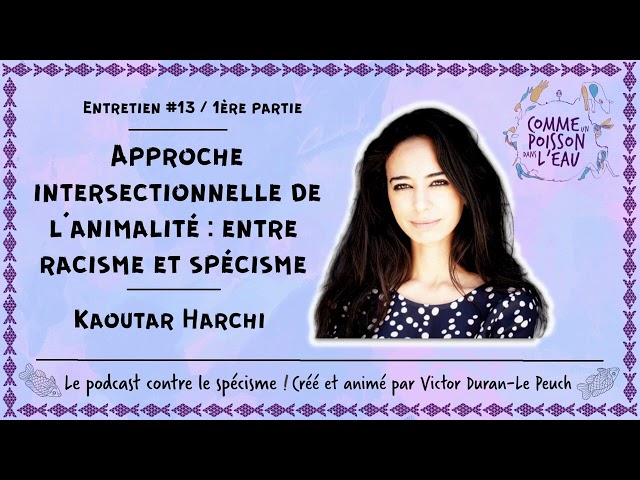 Entretien #13 / 1ère partie
Approche
intersectionnelle de
l'animalité : entre
racisme et spécisme
Kaoutar Harchi
COMME UN
POISSON
DANS L'EAU
Le podcast contre le spécisme ! Créé et animé par Victor Duran-Le Peuch